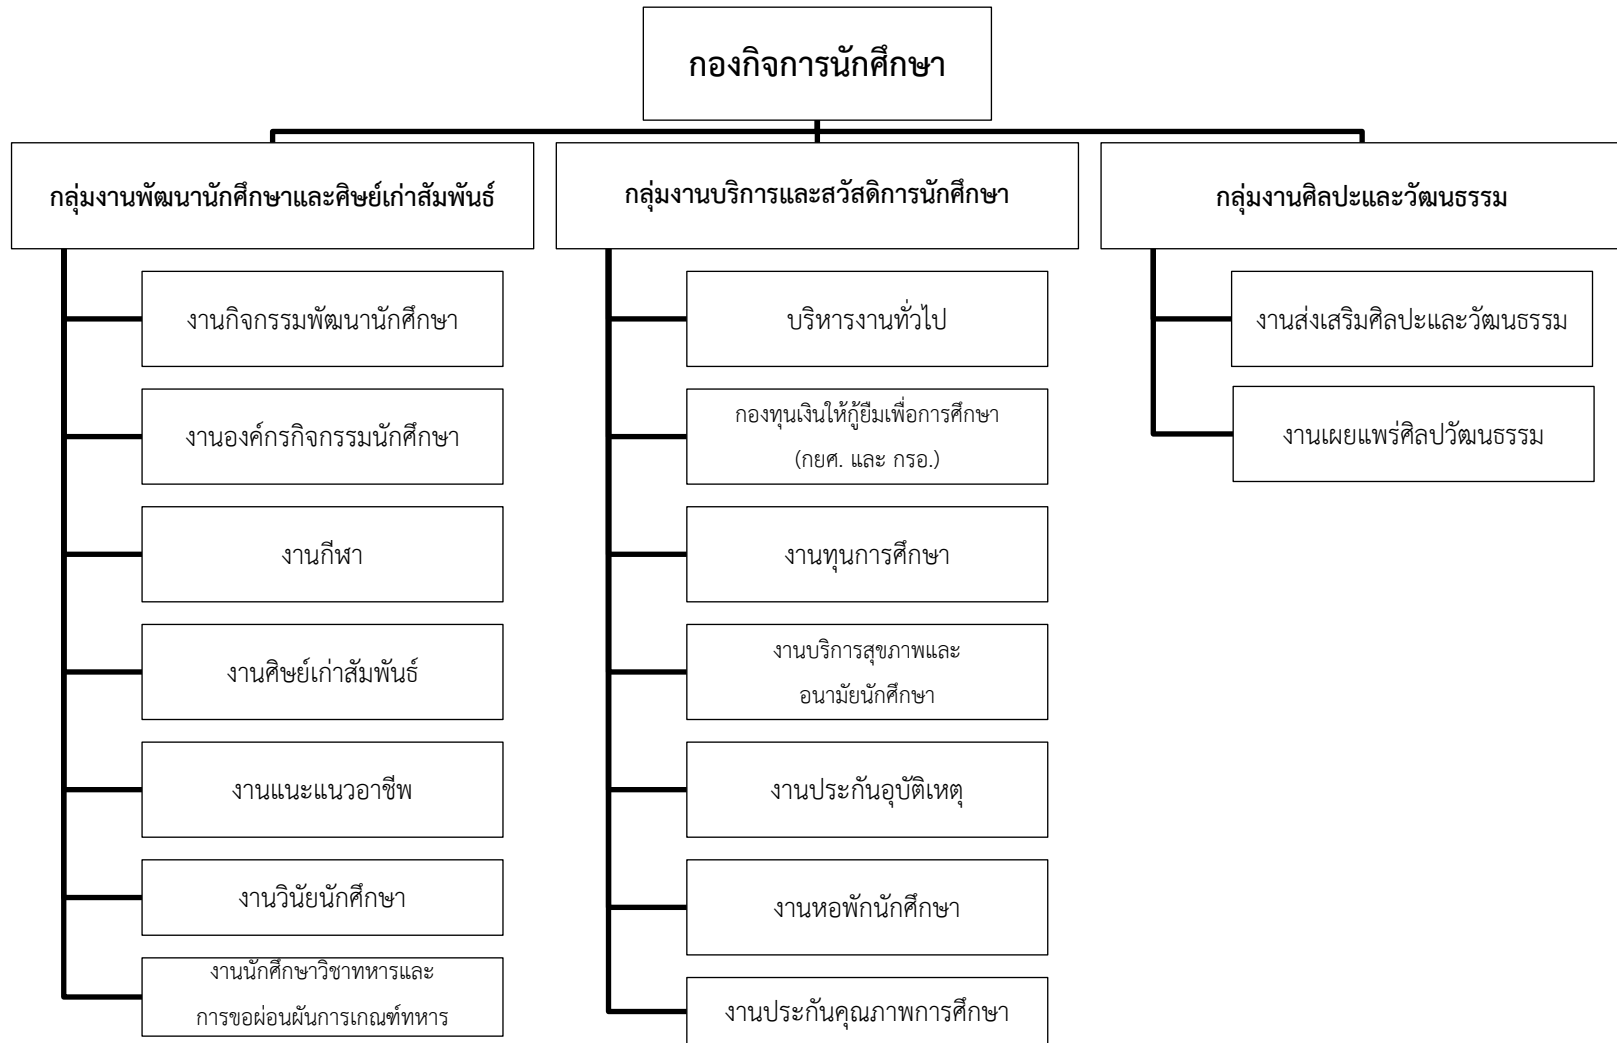 กองกิจการนักศึกษา
กลุ่มงานพัฒนานักศึกษาและศิษย์เก่าสัมพันธ์
งานกิจกรรมพัฒนานักศึกษา
งานองค์กรกิจกรรมนักศึกษา
งานกีฬา
งานศิษย์เก่าสัมพันธ์
งานแนะแนวอาชีพ
งานวินัยนักศึกษา
งานนักศึกษาวิชาทหารและ
การขอผ่อนผันการเกณฑ์ทหาร
กลุ่มงานบริการและสวัสดิการนักศึกษา
บริหารงานทั่วไป
กองทุนเงินให้กู้ยืมเพื่อการศึกษา
(กยศ. และ กรอ.)
งานทุนการศึกษา
งานบริการสุขภาพและ
อนามัยนักศึกษา
งานประกันอุบัติเหตุ
งานหอพักนักศึกษา
งานประกันคุณภาพการศึกษา
กลุ่มงานศิลปะและวัฒนธรรม
งานส่งเสริมศิลปะและวัฒนธรรม
งานเผยแพร่ศิลปวัฒนธรรม